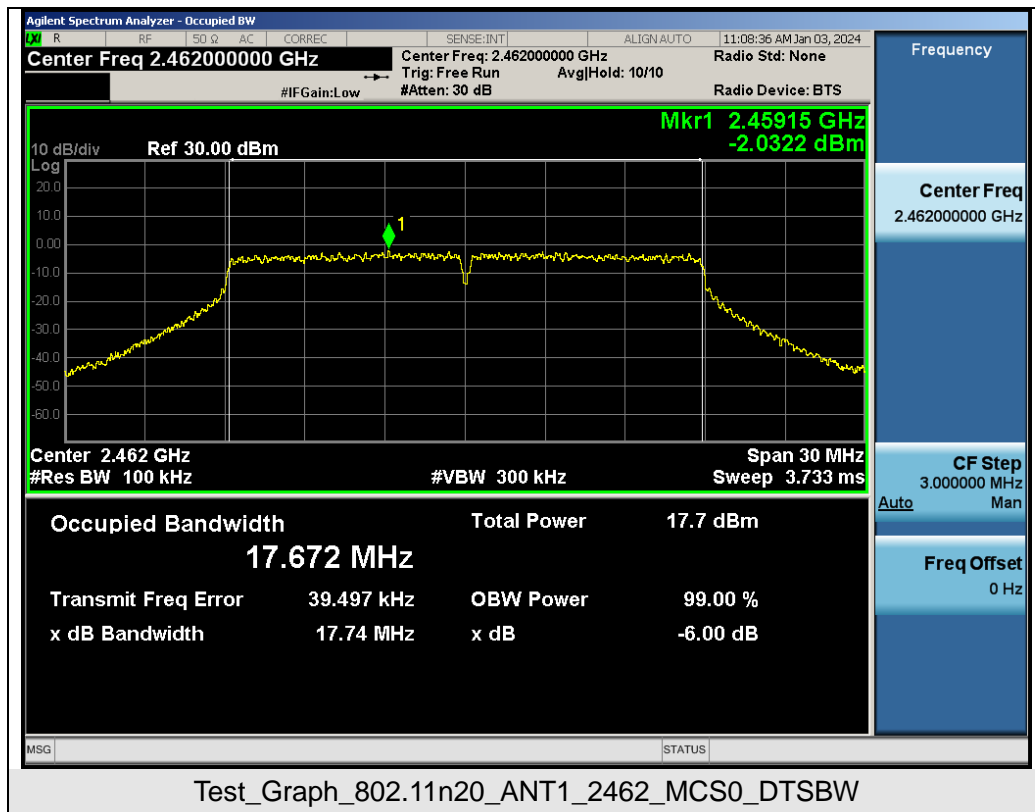 Agilent Spectrum Analyzer - Occupied BW
LXI R RF 50 Ω AC CORREC SENSE:INT ALIGN AUTO 11:08:36 AM Jan 03, 2024
Center Freq 2.462000000 GHz
Center Freq: 2.462000000 GHz
Radio Std: None
Trig: Free Run Avg|Hold: 10/10
#IFGain:Low
#Atten: 30 dB
Radio Device: BTS
Frequency
Mkr1 2.45915 GHz
-2.0322 dBm
10 dB/div Ref 30.00 dBm
Log
20.0
10.0
0.00
-10.0
-20.0
-30.0
-40.0
-50.0
-60.0
1
Center 2.462 GHz Span 30 MHz
#Res BW 100 kHz #VBW 300 kHz Sweep 3.733 ms
Center Freq
2.462000000 GHz
CF Step
3.000000 MHz
Auto Man
Freq Offset
0 Hz
Occupied Bandwidth Total Power 17.7 dBm
17.672 MHz
Transmit Freq Error 39.497 kHz OBW Power 99.00 %
x dB Bandwidth 17.74 MHz x dB -6.00 dB
MSG STATUS
Test_Graph_802.11n20_ANT1_2462_MCS0_DTSBW